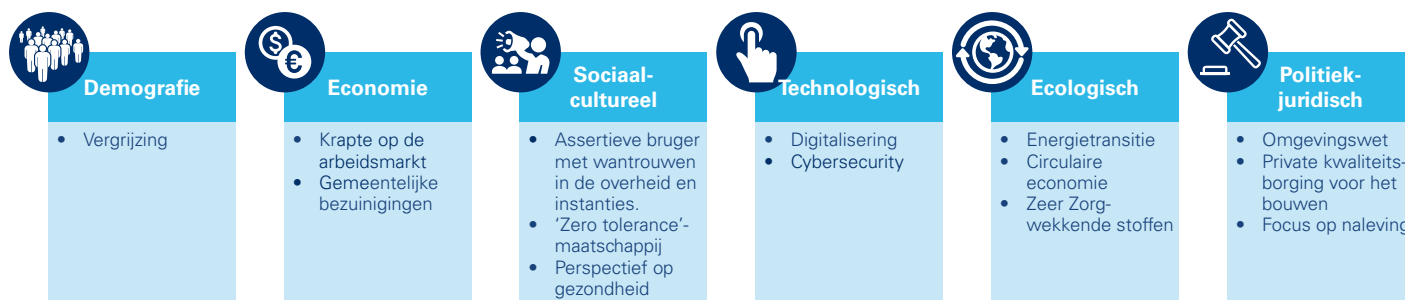 Demografie
• Vergrijzing
Economie
• Krapte op de
arbeidsmarkt
• Gemeentelijke
bezuinigingen
Sociaal-
cultureel
• Assertieve bruger
met wantrouwen
in de overheid en
instanties.
• 'Zero tolerance'-
maatschappij
• Perspectief op
gezondheid
Technologisch
• Digitalisering
• Cybersecurity
Ecologisch
• Energietransitie
• Circulaire
economie
• Zeer Zorg-
wekkende stoffen
Politiek-
juridisch
• Omgevingswet
• Private kwaliteits-
borging voor het
bouwen
• Focus op naleving